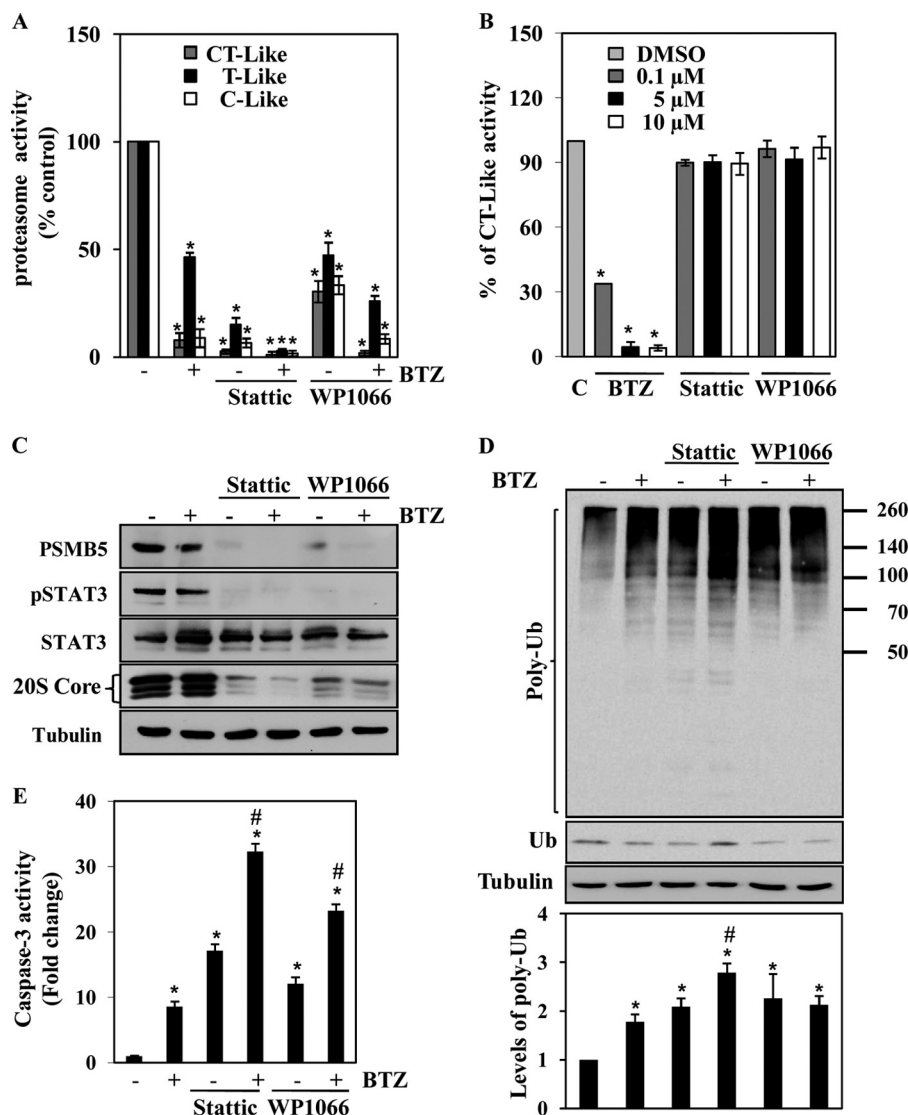 A
150
100
50
0
proteasome activity
(% control)
CT-Like
T-Like
C-Like
* * *
* * *
* * *
* * *
* * *
- + - + - + BTZ
Stattic WP1066
B
150
120
90
60
30
0
% of CT-Like activity
DMSO
0.1 µM
5 µM
10 µM
* * *
C BTZ Stattic WP1066
C
Stattic WP1066
- + - + - + BTZ
PSMB5
pSTAT3
STAT3
20S Core
Tubulin
D
Stattic WP1066
BTZ - + - + - +
Poly-Ub
260
140
100
70
50
Ub
Tubulin
4
3
2
1
0
Levels of poly-Ub
#
* * * * *
E
40
30
20
10
0
Caspase-3 activity
(Fold change)
# #
* * * * *
- + - + - + BTZ
Stattic WP1066